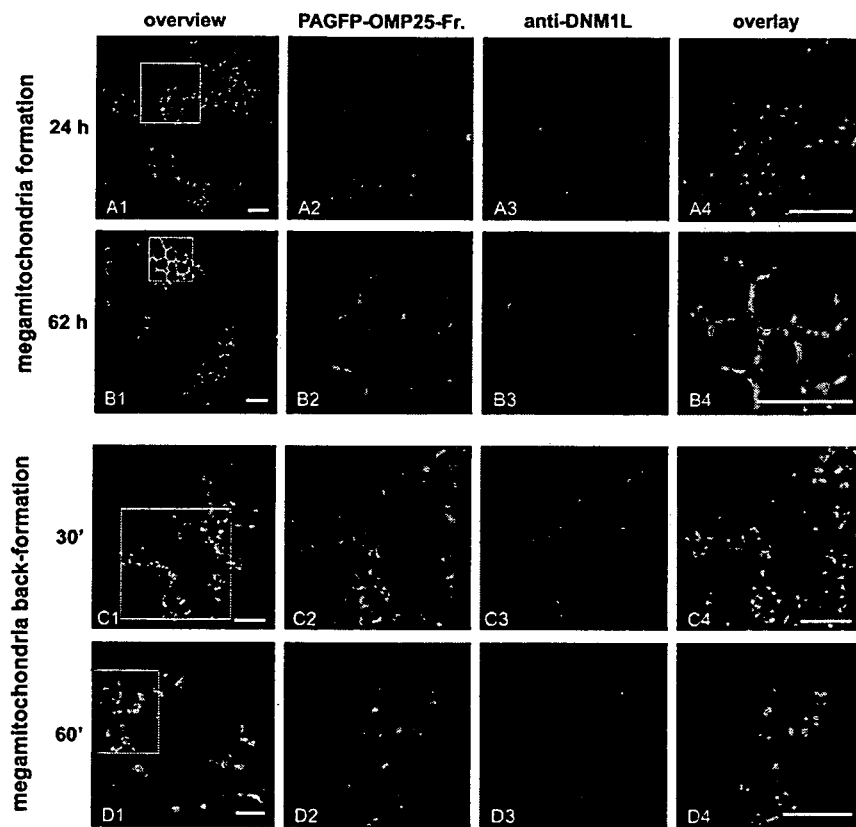 overview PAGFP-OMP25-Fr. anti-DNM1L overlay
megamitochondria formation
24 h
A1 A2 A3 A4
62 h
B1 B2 B3 B4
megamitochondria back-formation
30'
C1 C2 C3 C4
60'
D1 D2 D3 D4